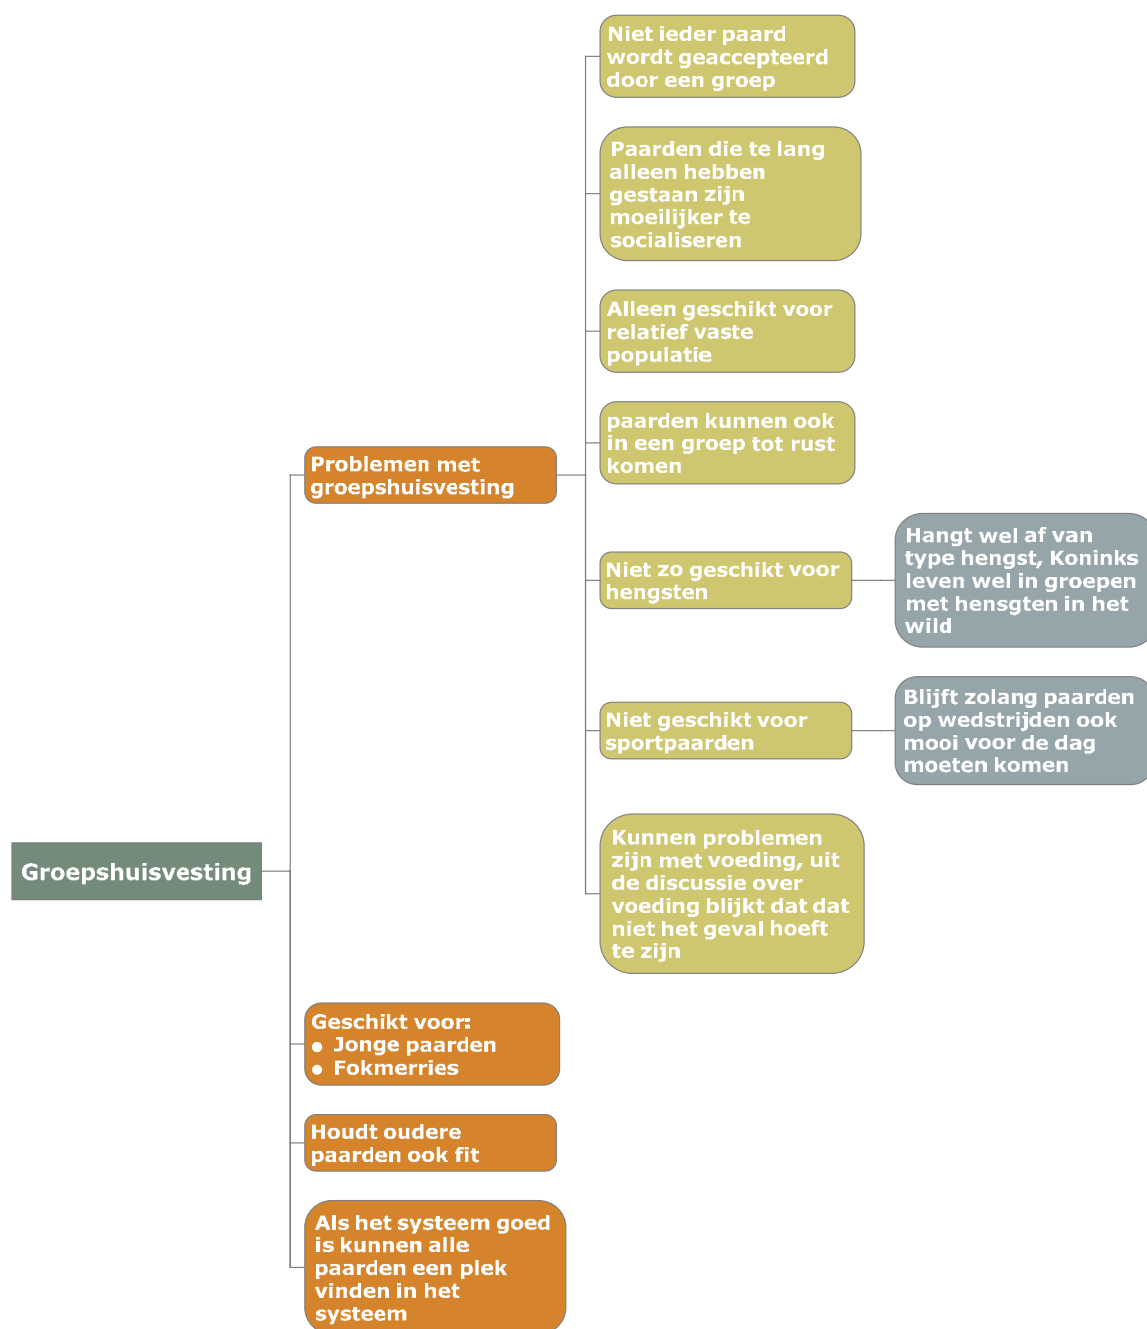 Niet ieder paard
wordt geaccepteerd
door een groep
Paarden die te lang
alleen hebben
gestaan zijn
moeilijker te
socialiseren
Alleen geschikt voor
relatief vaste
populatie
paarden kunnen ook
in een groep tot rust
komen
Problemen met
groepshuisvesting
Niet zo geschikt voor
hengsten
Hangt wel af van
type hengst, Koninks
leven wel in groepen
met hensgten in het
wild
Niet geschikt voor
sportpaarden
Blijft zolang paarden
op wedstrijden ook
mooi voor de dag
moeten komen
Kunnen problemen
zijn met voeding, uit
de discussie over
voeding blijkt dat dat
niet het geval hoeft
te zijn
Groepshuisvesting
Geschikt voor:
● Jonge paarden
● Fokmerries
Houdt oudere
paarden ook fit
Als het systeem goed
is kunnen alle
paarden een plek
vinden in het
systeem